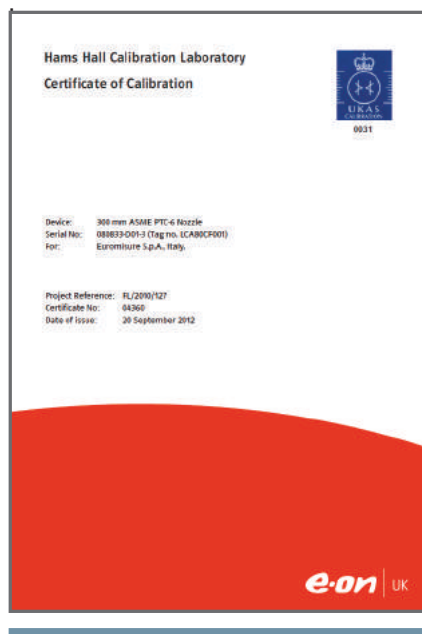 Hams Hall Calibration Laboratory
Certificate of Calibration
UKAS
CALIBRATION
0031
Device: 300 mm ASME PTC-6 Nozzle
Serial No: 080833-D01-3 (Tag no. LCAB0CF001)
For: Euromisure S.p.A., Italy.
Project Reference: FL/2010/127
Certificate No: 04360
Date of issue: 20 September 2012
e·on UK